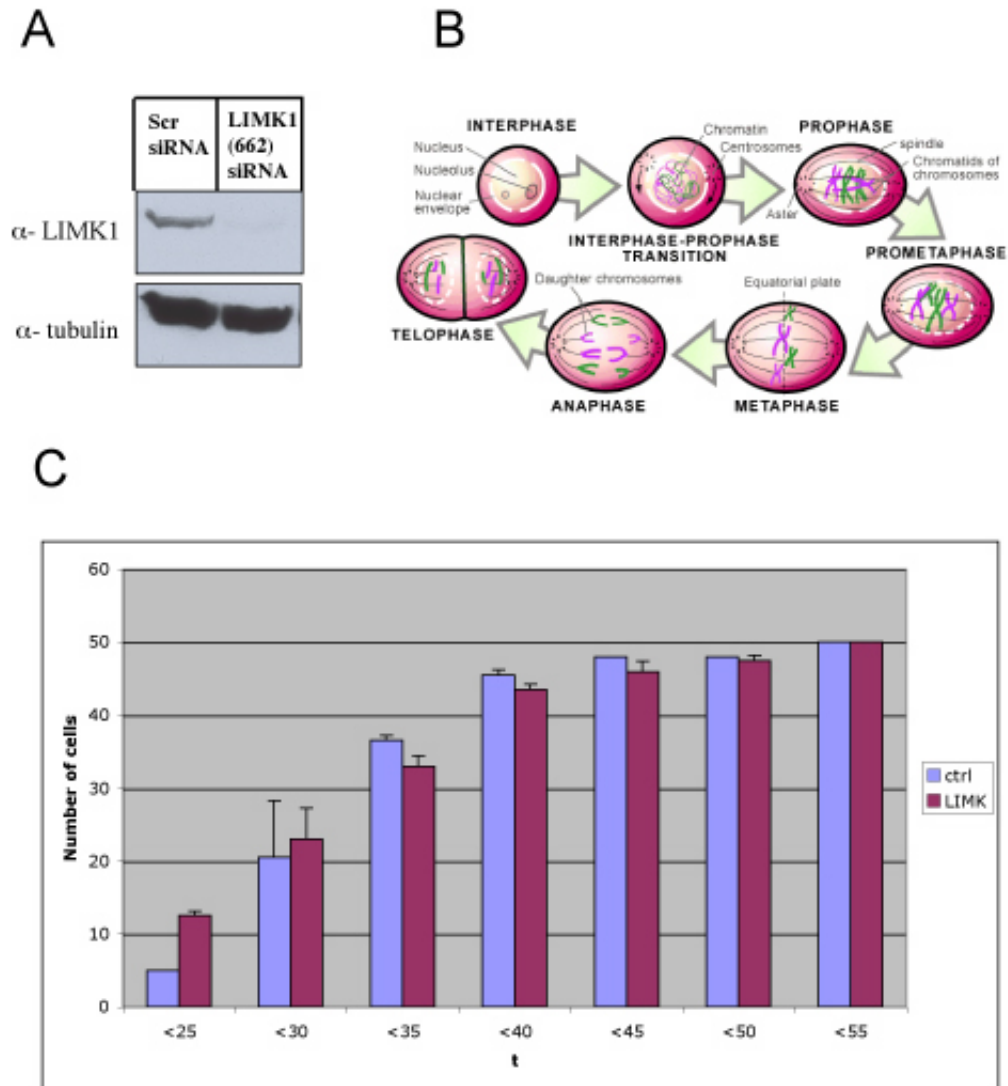 A
Scr
siRNA
LIMK1
(662)
siRNA
α- LIMK1
α- tubulin
B
INTERPHASE
Nucleus
Nucleolus
Nuclear
envelope
Chromatin
Centrosomes
INTERPHASE-PROPHASE
TRANSITION
PROPHASE
spindle
Chromatids of
chromosomes
Aster
PROMETAPHASE
Equatorial plate
METAPHASE
Daughter chromosomes
ANAPHASE
TELOPHASE
C
Number of cells
60
50
40
30
20
10
0
<25 <30 <35 <40 <45 <50 <55
t
ctrl
LIMK